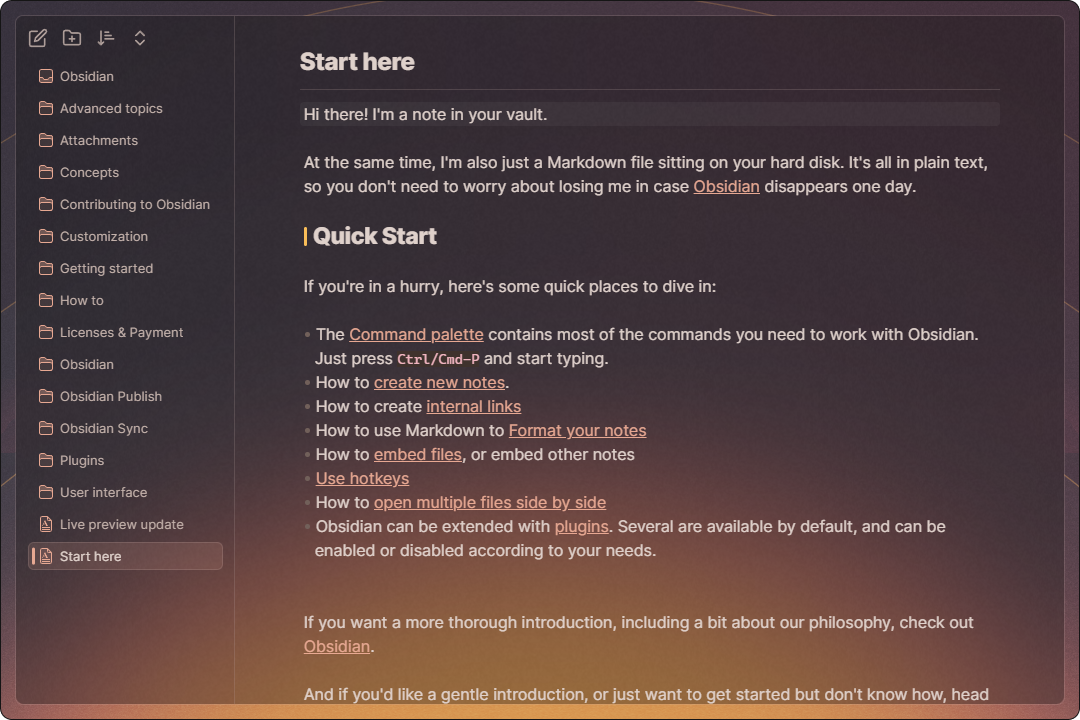 Obsidian
Advanced topics
Attachments
Concepts
Contributing to Obsidian
Customization
Getting started
How to
Licenses & Payment
Obsidian
Obsidian Publish
Obsidian Sync
Plugins
User interface
Live preview update
Start here
Start here
Hi there! I'm a note in your vault.
At the same time, I'm also just a Markdown file sitting on your hard disk. It's all in plain text,
so you don't need to worry about losing me in case Obsidian disappears one day.
Quick Start
If you're in a hurry, here's some quick places to dive in:
The Command palette contains most of the commands you need to work with Obsidian.
Just press Ctrl/Cmd-P and start typing.
How to create new notes.
How to create internal links
How to use Markdown to Format your notes
How to embed files, or embed other notes
Use hotkeys
How to open multiple files side by side
Obsidian can be extended with plugins. Several are available by default, and can be
enabled or disabled according to your needs.
If you want a more thorough introduction, including a bit about our philosophy, check out
Obsidian.
And if you'd like a gentle introduction, or just want to get started but don't know how, head